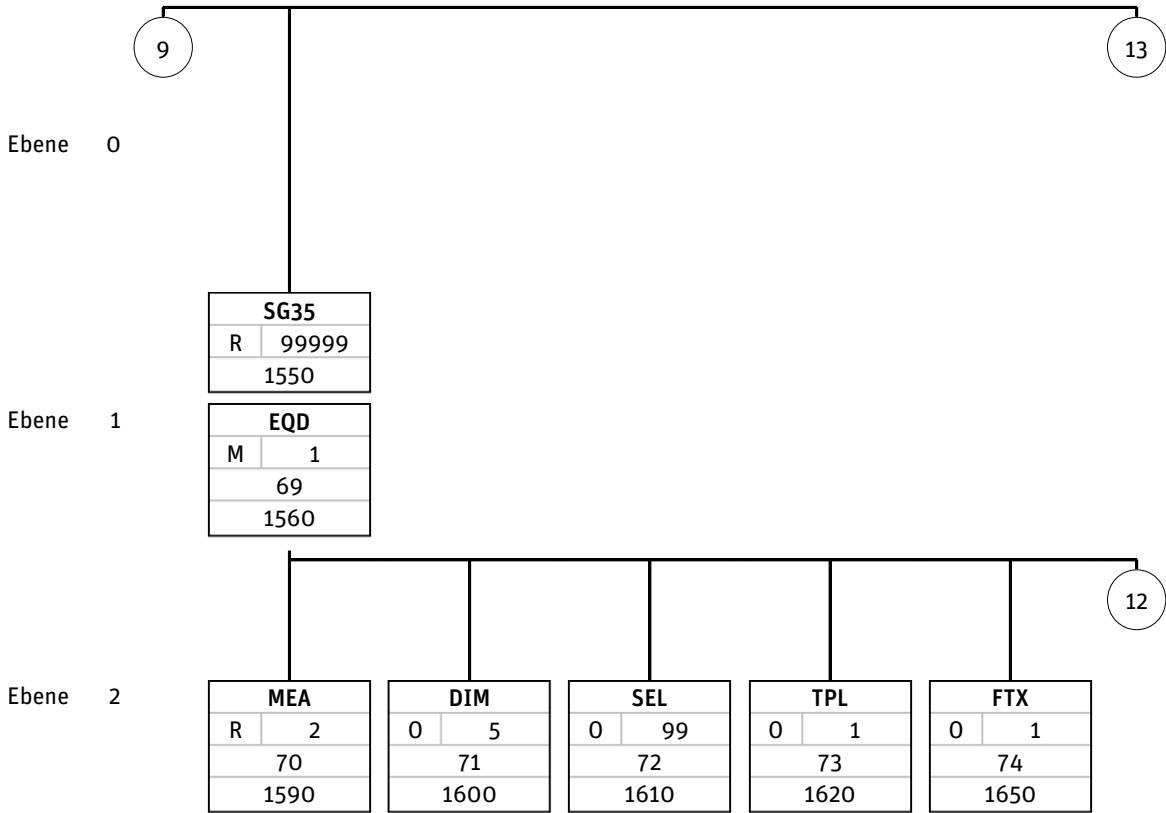 9
13
Ebene 0
SG35
R 99999
1550
Ebene 1
EQD
M 1
69
1560
12
Ebene 2
MEA DIM SEL TPL FTX
R 2 O 5 O 99 O 1 O 1
70 71 72 73 74
1590 1600 1610 1620 1650